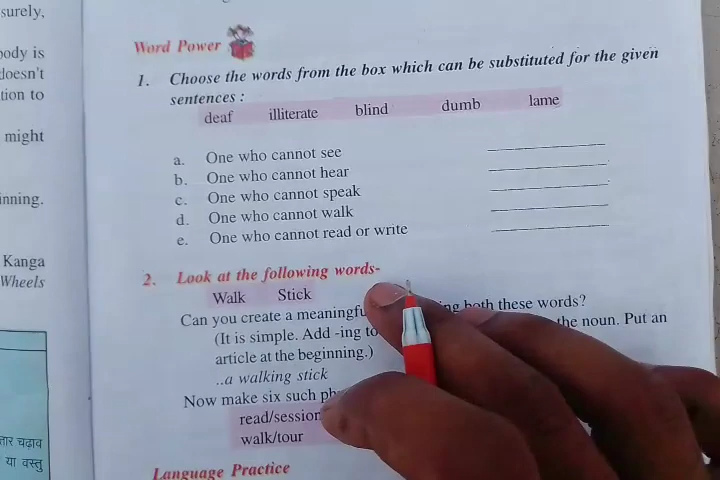 surely,
body is
doesn't
tion to
might
inning.
Kanga
Wheels
तार चढ़ाव
या वस्तु
Word Power
1. Choose the words from the box which can be substituted for the given
sentences :
deaf illiterate blind dumb lame
a. One who cannot see
b. One who cannot hear
c. One who cannot speak
d. One who cannot walk
e. One who cannot read or write
2. Look at the following words-
Walk Stick
Can you create a meaningfu ing both these words?
(It is simple. Add -ing to the noun. Put an
article at the beginning.)
..a walking stick
Now make six such ph
read/session
walk/tour
Language Practice